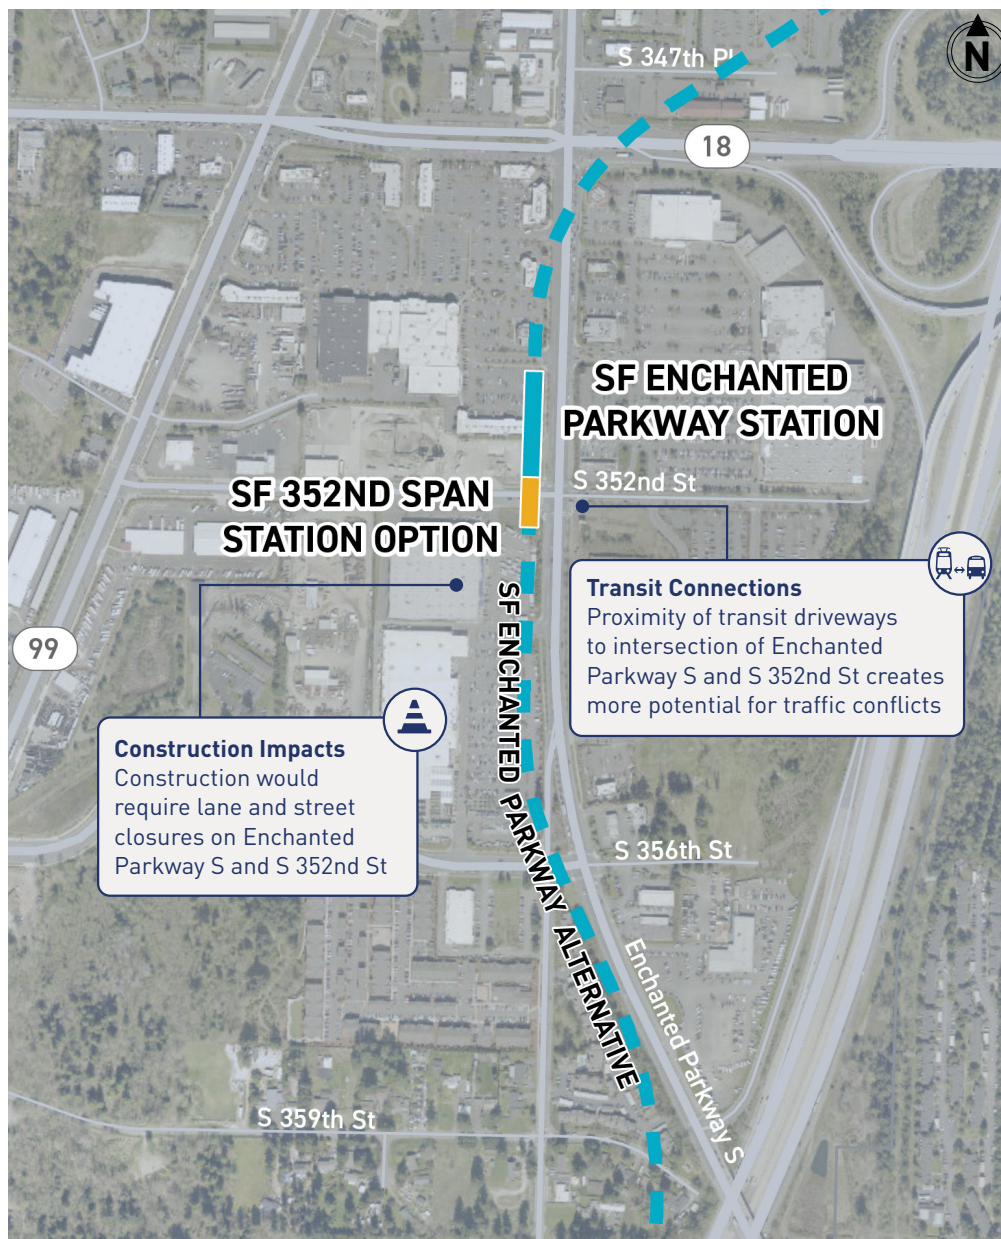 S 347th Pl
N
18
SF ENCHANTED
PARKWAY STATION
S 352nd St
SF 352ND SPAN
STATION OPTION
Transit Connections
Proximity of transit driveways
to intersection of Enchanted
Parkway S and S 352nd St creates
more potential for traffic conflicts
99
Construction Impacts
Construction would
require lane and street
closures on Enchanted
Parkway S and S 352nd St
SF ENCHANTED PARKWAY ALTERNATIVE
S 356th St
Enchanted Parkway S
S 359th St